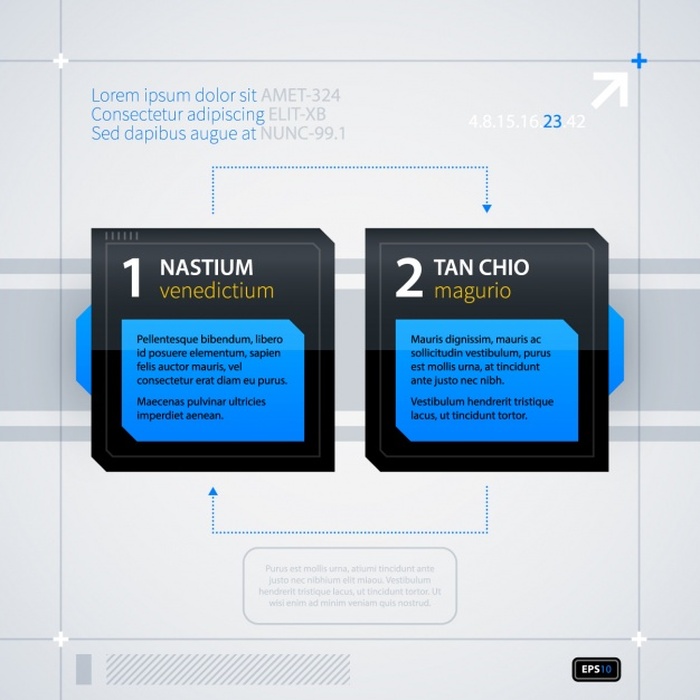 Lorem ipsum dolor sit AMET-324
Consectetur adipiscing ELIT-XB
Sed dapibus augue at NUNC-99.1
4.8.15.16.23.42
1 NASTIUM
venedictium
Pellentesque bibendum, libero
id posuere elementum, sapien
felis auctor mauris, vel
consectetur erat diam eu purus.
Maecenas pulvinar ultricies
imperdiet aenean.
2 TAN CHIO
magurio
Mauris dignissim, mauris ac
sollicitudin vestibulum, purus
est mollis urna, at tincidunt
ante justo nec nibh.
Vestibulum hendrerit tristique
lacus, ut tincidunt tortor.
Purus est mollis urna, atiumi tincidunt ante
justo nec nibhium elit miaou. Vestibulum
hendrerit tristique lacus, ut tincidunt tortor. Ut
wisi enim ad minim veniam quis nostrud.
EPS10